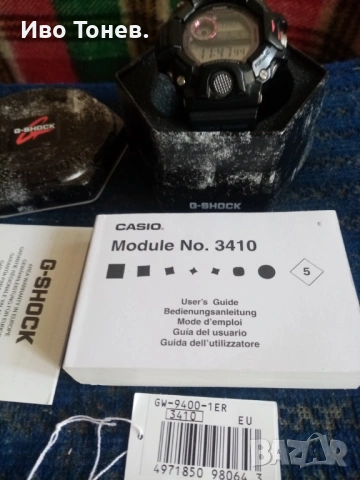 Иво Тонев.
G-SHOCK
G-SHOCK
CASIO.
Module No. 3410
5
User's Guide
Bedienungsanleitung
Mode d'emploi
Guía del usuario
Guida dell'utilizzatore
G-SHOCK
GW-9400-1ER
3410
EU
4971850 98064 3
BAZAR